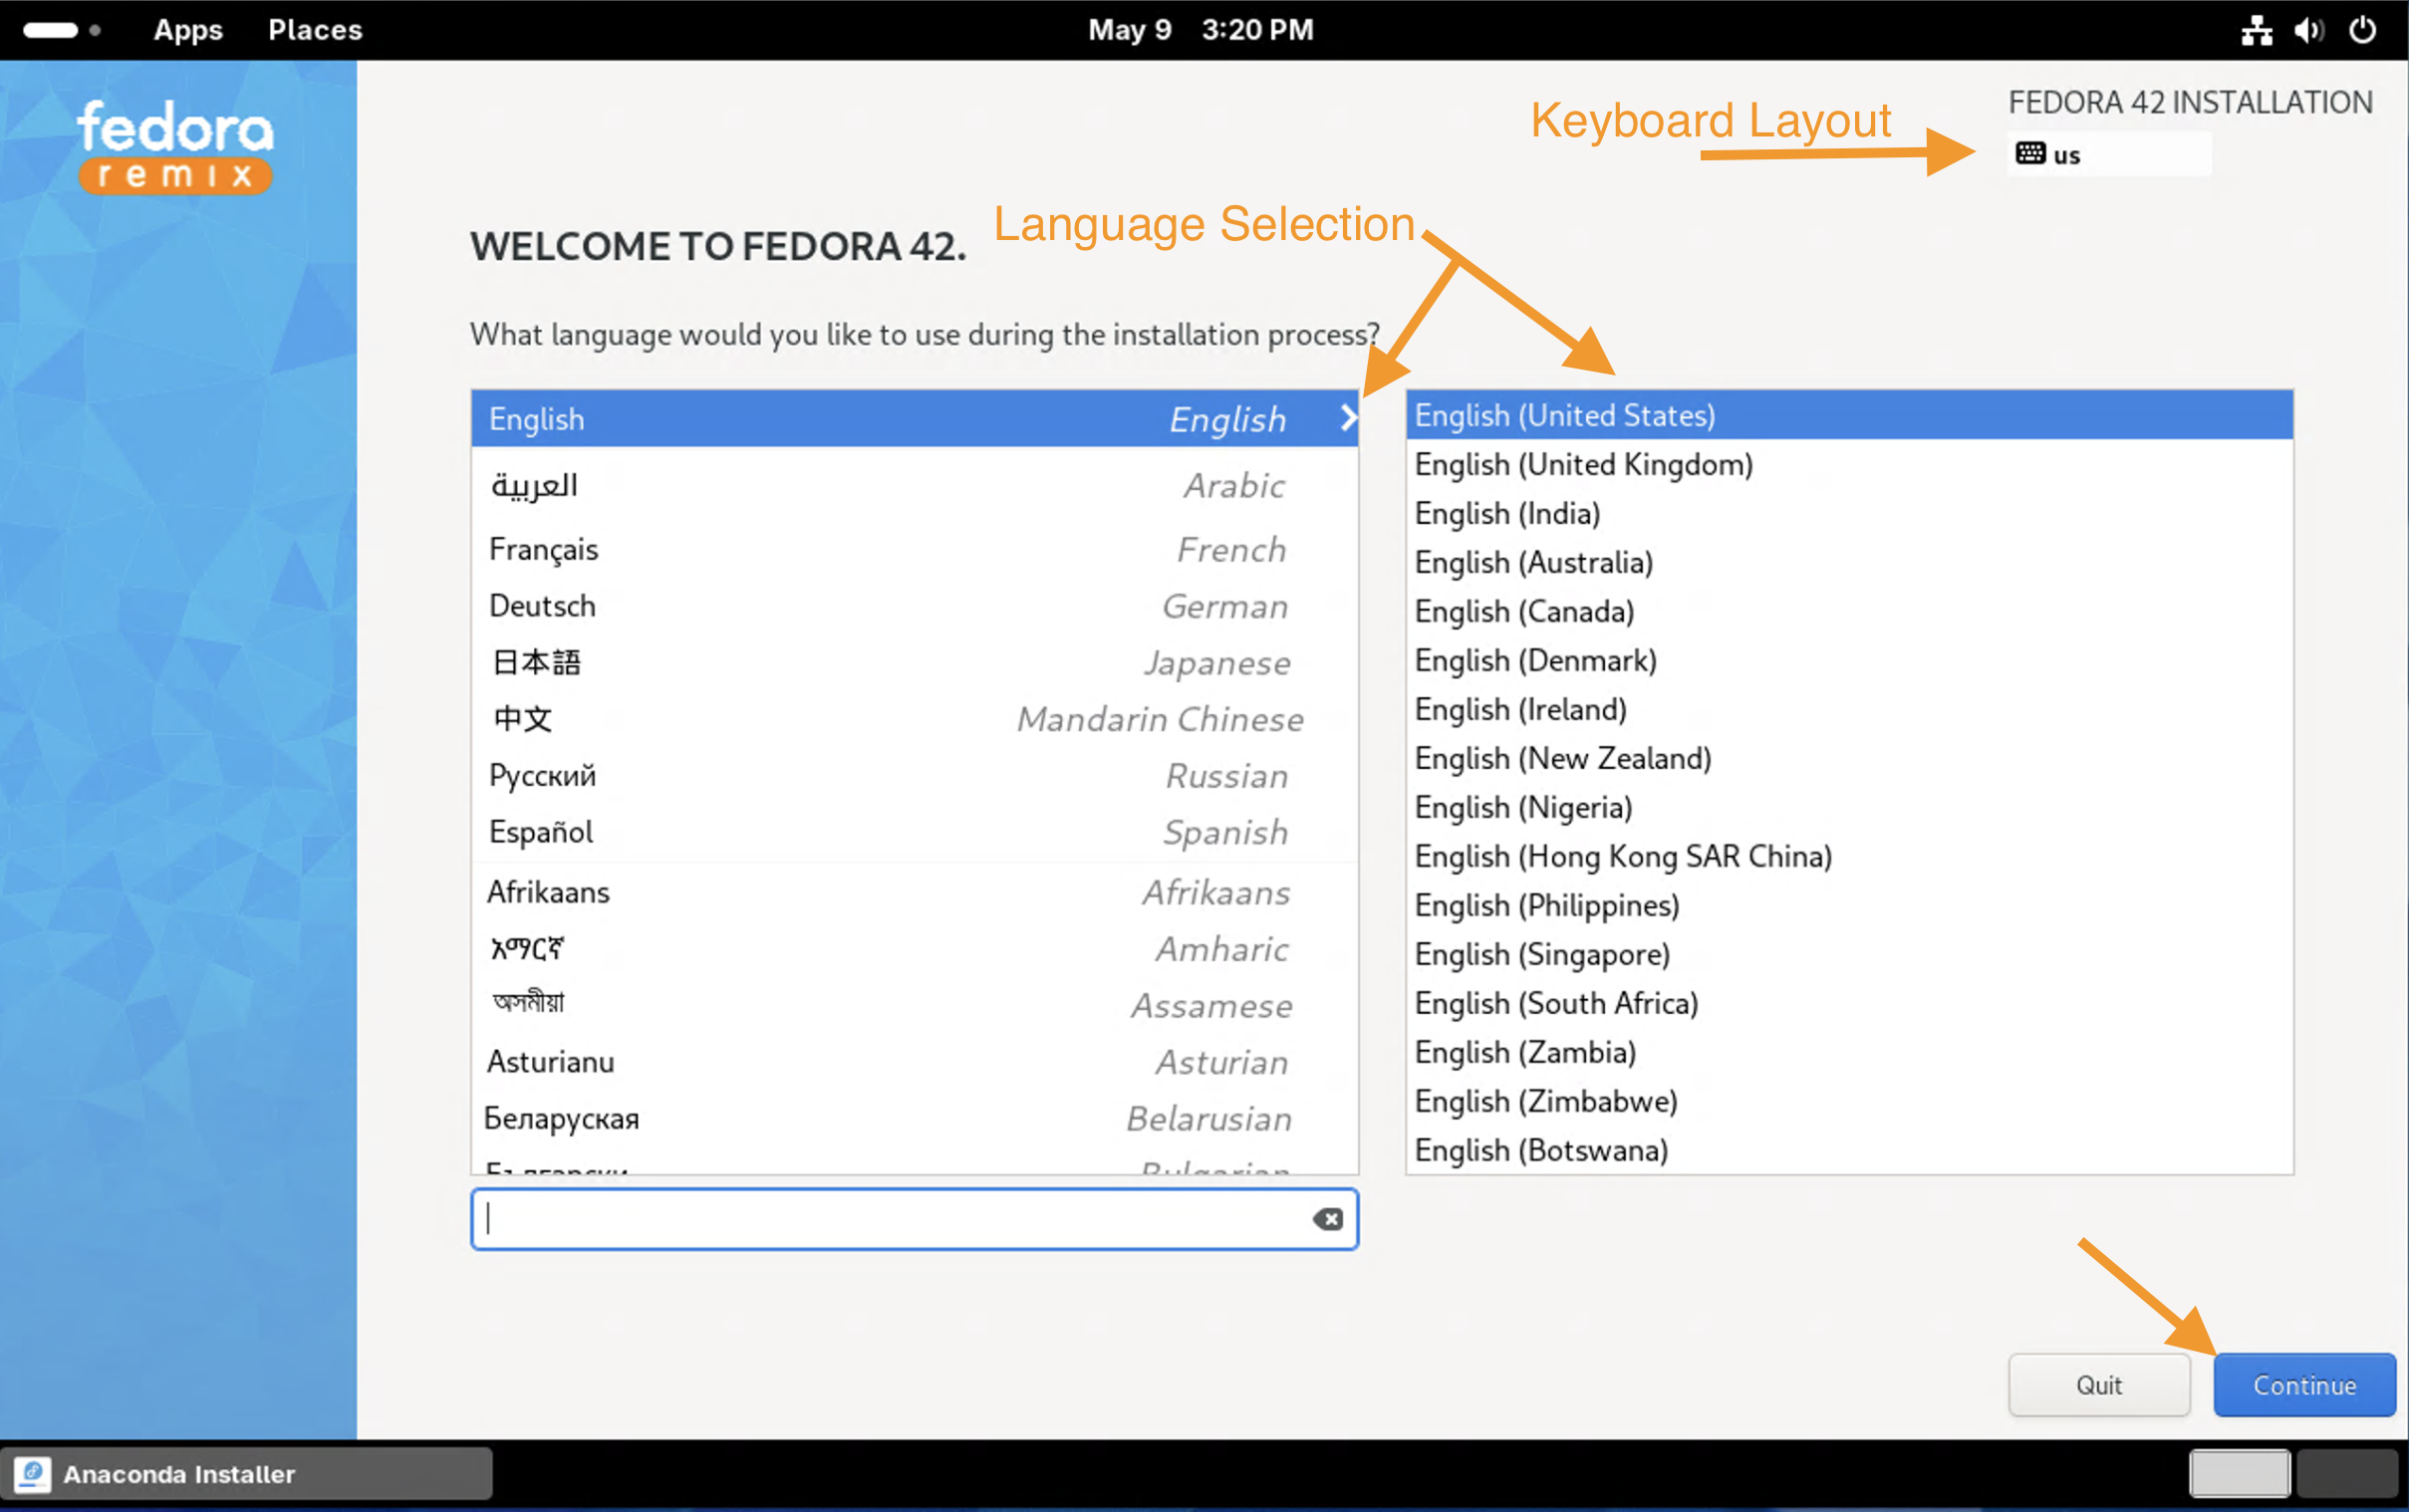 Apps Places May 9 3:20 PM
fedora
remix
FEDORA 42 INSTALLATION
Keyboard Layout
us
Language Selection
WELCOME TO FEDORA 42.
What language would you like to use during the installation process?
English English
العربية Arabic
Français French
Deutsch German
日本語 Japanese
中文 Mandarin Chinese
Русский Russian
Español Spanish
Afrikaans Afrikaans
አማርኛ Amharic
অসমীয়া Assamese
Asturianu Asturian
Беларуская Belarusian
Български Bulgarian
English (United States)
English (United Kingdom)
English (India)
English (Australia)
English (Canada)
English (Denmark)
English (Ireland)
English (New Zealand)
English (Nigeria)
English (Hong Kong SAR China)
English (Philippines)
English (Singapore)
English (South Africa)
English (Zambia)
English (Zimbabwe)
English (Botswana)
Quit Continue
Anaconda Installer